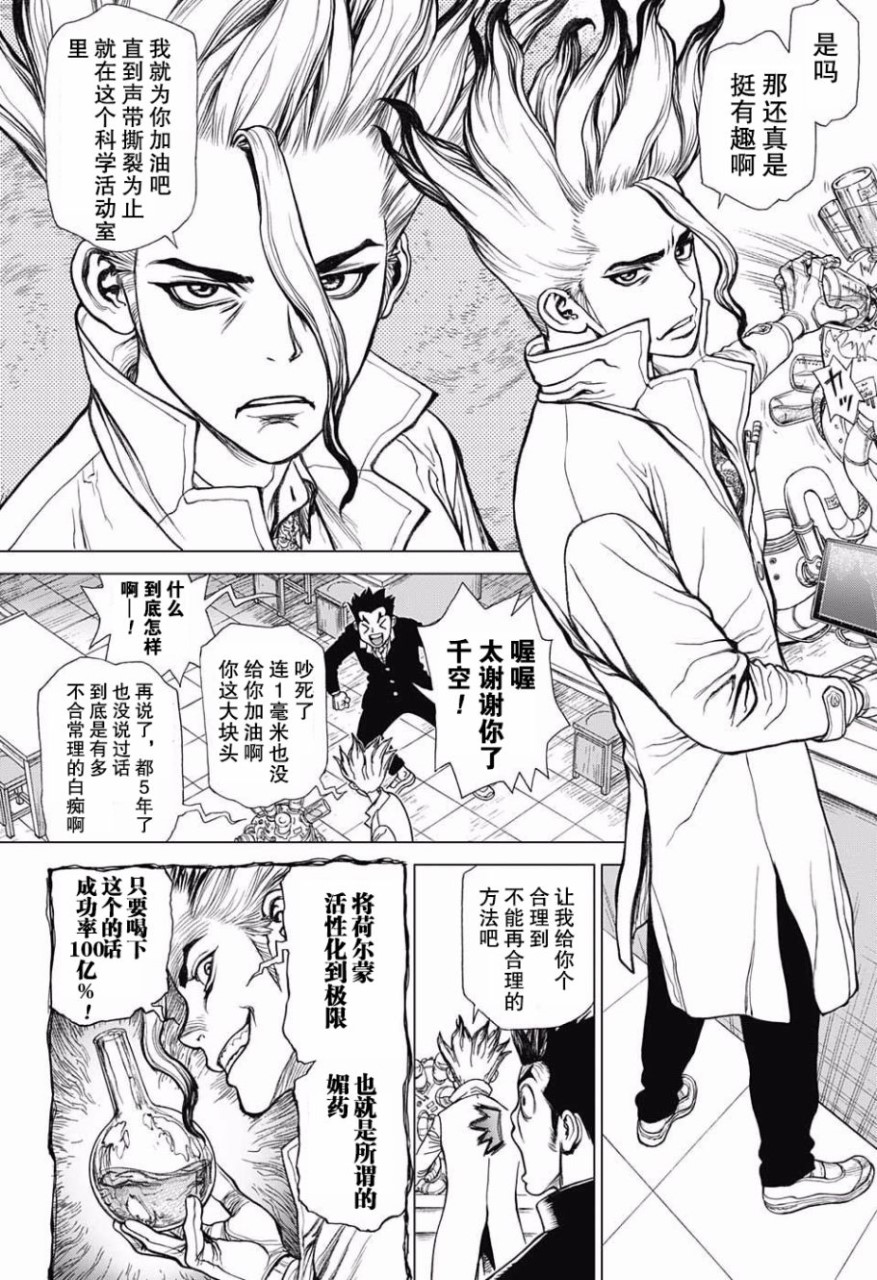 是吗
那还真是
挺有趣啊
我就为你加油吧
直到声带撕裂为止
就在这个科学活动室
里
喔喔
太谢谢你了
千空！
吵死了
连1毫米也没
给你加油啊
你这大块头
什么
到底怎样
啊—！
再说了，都5年了
也没说过话
到底是有多
不合常理的白痴啊
让我给你个
合理到
不能再合理的
方法吧
将荷尔蒙
活性化到极限
也就是所谓的
媚药
只要喝下
这个的话
成功率100亿%！